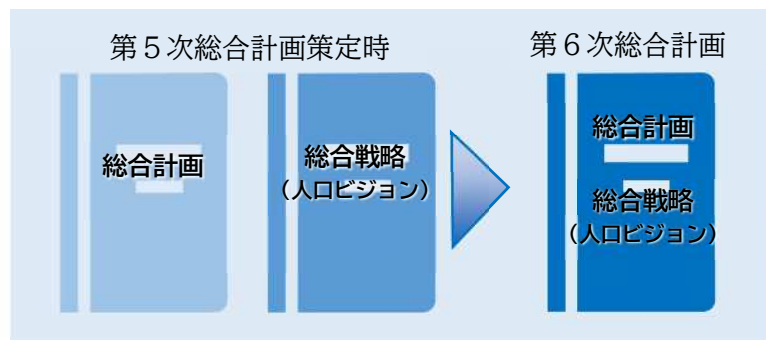 第５次総合計画策定時
総合計画
総合戦略
（人口ビジョン）
第６次総合計画
総合計画
総合戦略
（人口ビジョン）